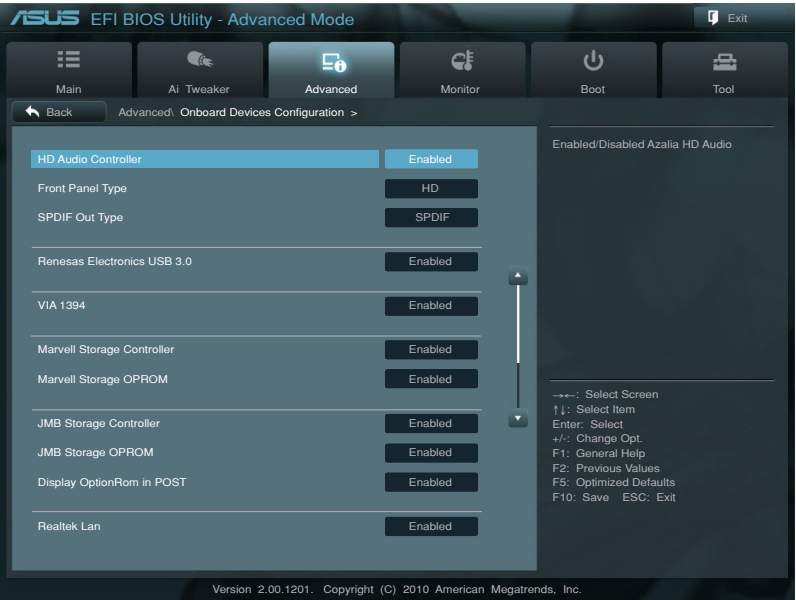 ASUS EFI BIOS Utility - Advanced Mode
Exit
Main
Ai Tweaker
Advanced
Monitor
Boot
Tool
Back
Advanced\ Onboard Devices Configuration >
HD Audio Controller Enabled
Front Panel Type HD
SPDIF Out Type SPDIF
Renesas Electronics USB 3.0 Enabled
VIA 1394 Enabled
Marvell Storage Controller Enabled
Marvell Storage OPROM Enabled
JMB Storage Controller Enabled
JMB Storage OPROM Enabled
Display OptionRom in POST Enabled
Realtek Lan Enabled
Enabled/Disabled Azalia HD Audio
→←: Select Screen
↑↓: Select Item
Enter: Select
+/-: Change Opt.
F1: General Help
F2: Previous Values
F5: Optimized Defaults
F10: Save ESC: Exit
Version 2.00.1201. Copyright (C) 2010 American Megatrends, Inc.